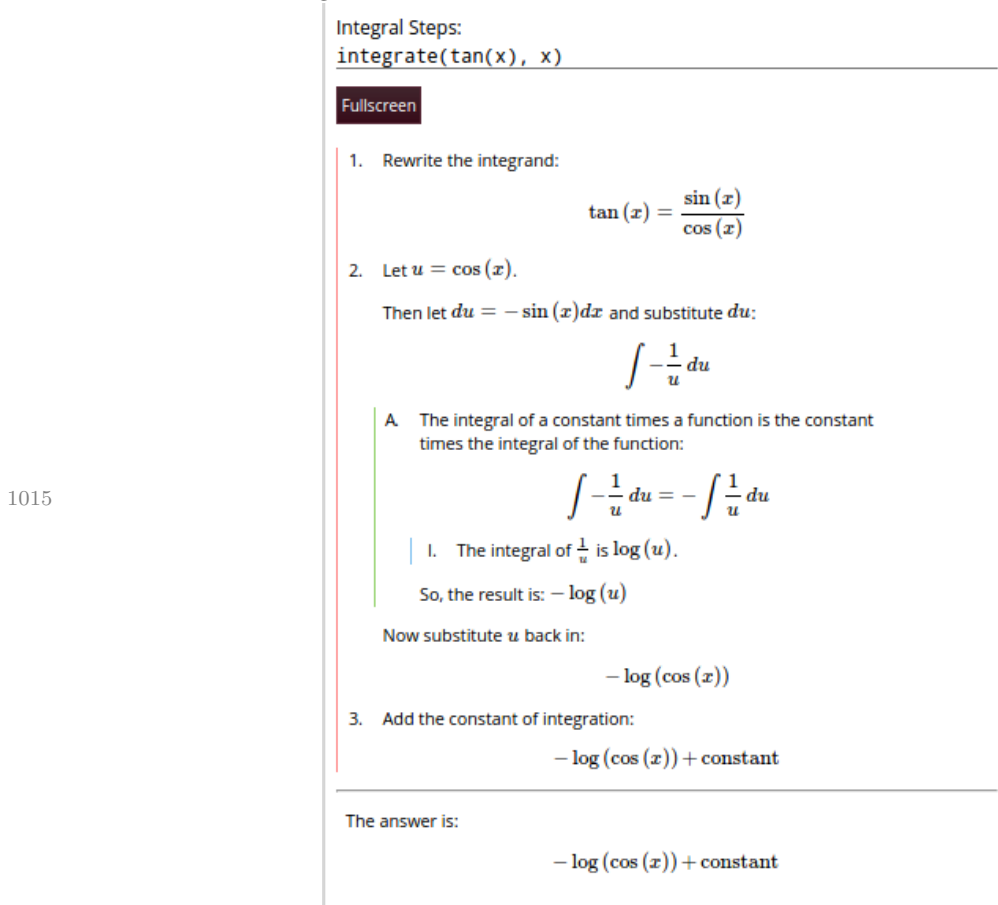 Integral Steps:
integrate(tan(x), x)
Fullscreen
1. Rewrite the integrand:
tan (x) = sin (x) / cos (x)
2. Let u = cos (x).
Then let du = − sin (x)dx and substitute du:
∫ −1/u du
A. The integral of a constant times a function is the constant
times the integral of the function:
1015
∫ −1/u du = − ∫ 1/u du
I. The integral of 1/u is log (u).
So, the result is: − log (u)
Now substitute u back in:
− log (cos (x))
3. Add the constant of integration:
− log (cos (x)) + constant
The answer is:
− log (cos (x)) + constant